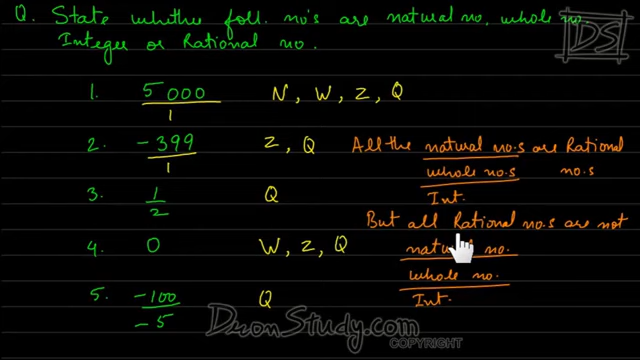 Q. State whithe foll. no's are natural no, whole no,
Integer or Rational no.
DS
1. 5000/1 N, W, Z, Q
2. -399/1 Z, Q
3. 1/2 Q
4. 0 W, Z, Q
5. -100/-5 Q
All the natural no.s are Rational
whole no.s no.s
Int.
But all Rational no.s are not
natural no.
whole no.
Int.
DronStudy.com
COPYRIGHT